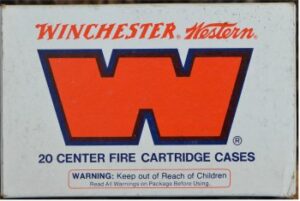 WINCHESTER® Western®
W®
20 CENTER FIRE CARTRIDGE CASES
WARNING: Keep out of Reach of Children
Read All Warnings on Package Before Using.